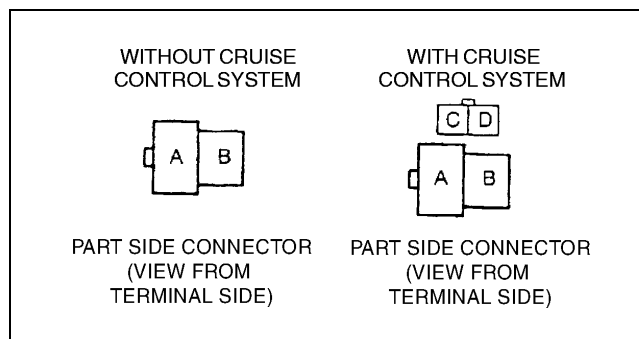 WITHOUT CRUISE
CONTROL SYSTEM
A B
PART SIDE CONNECTOR
(VIEW FROM
TERMINAL SIDE)
WITH CRUISE
CONTROL SYSTEM
C D
A B
PART SIDE CONNECTOR
(VIEW FROM
TERMINAL SIDE)